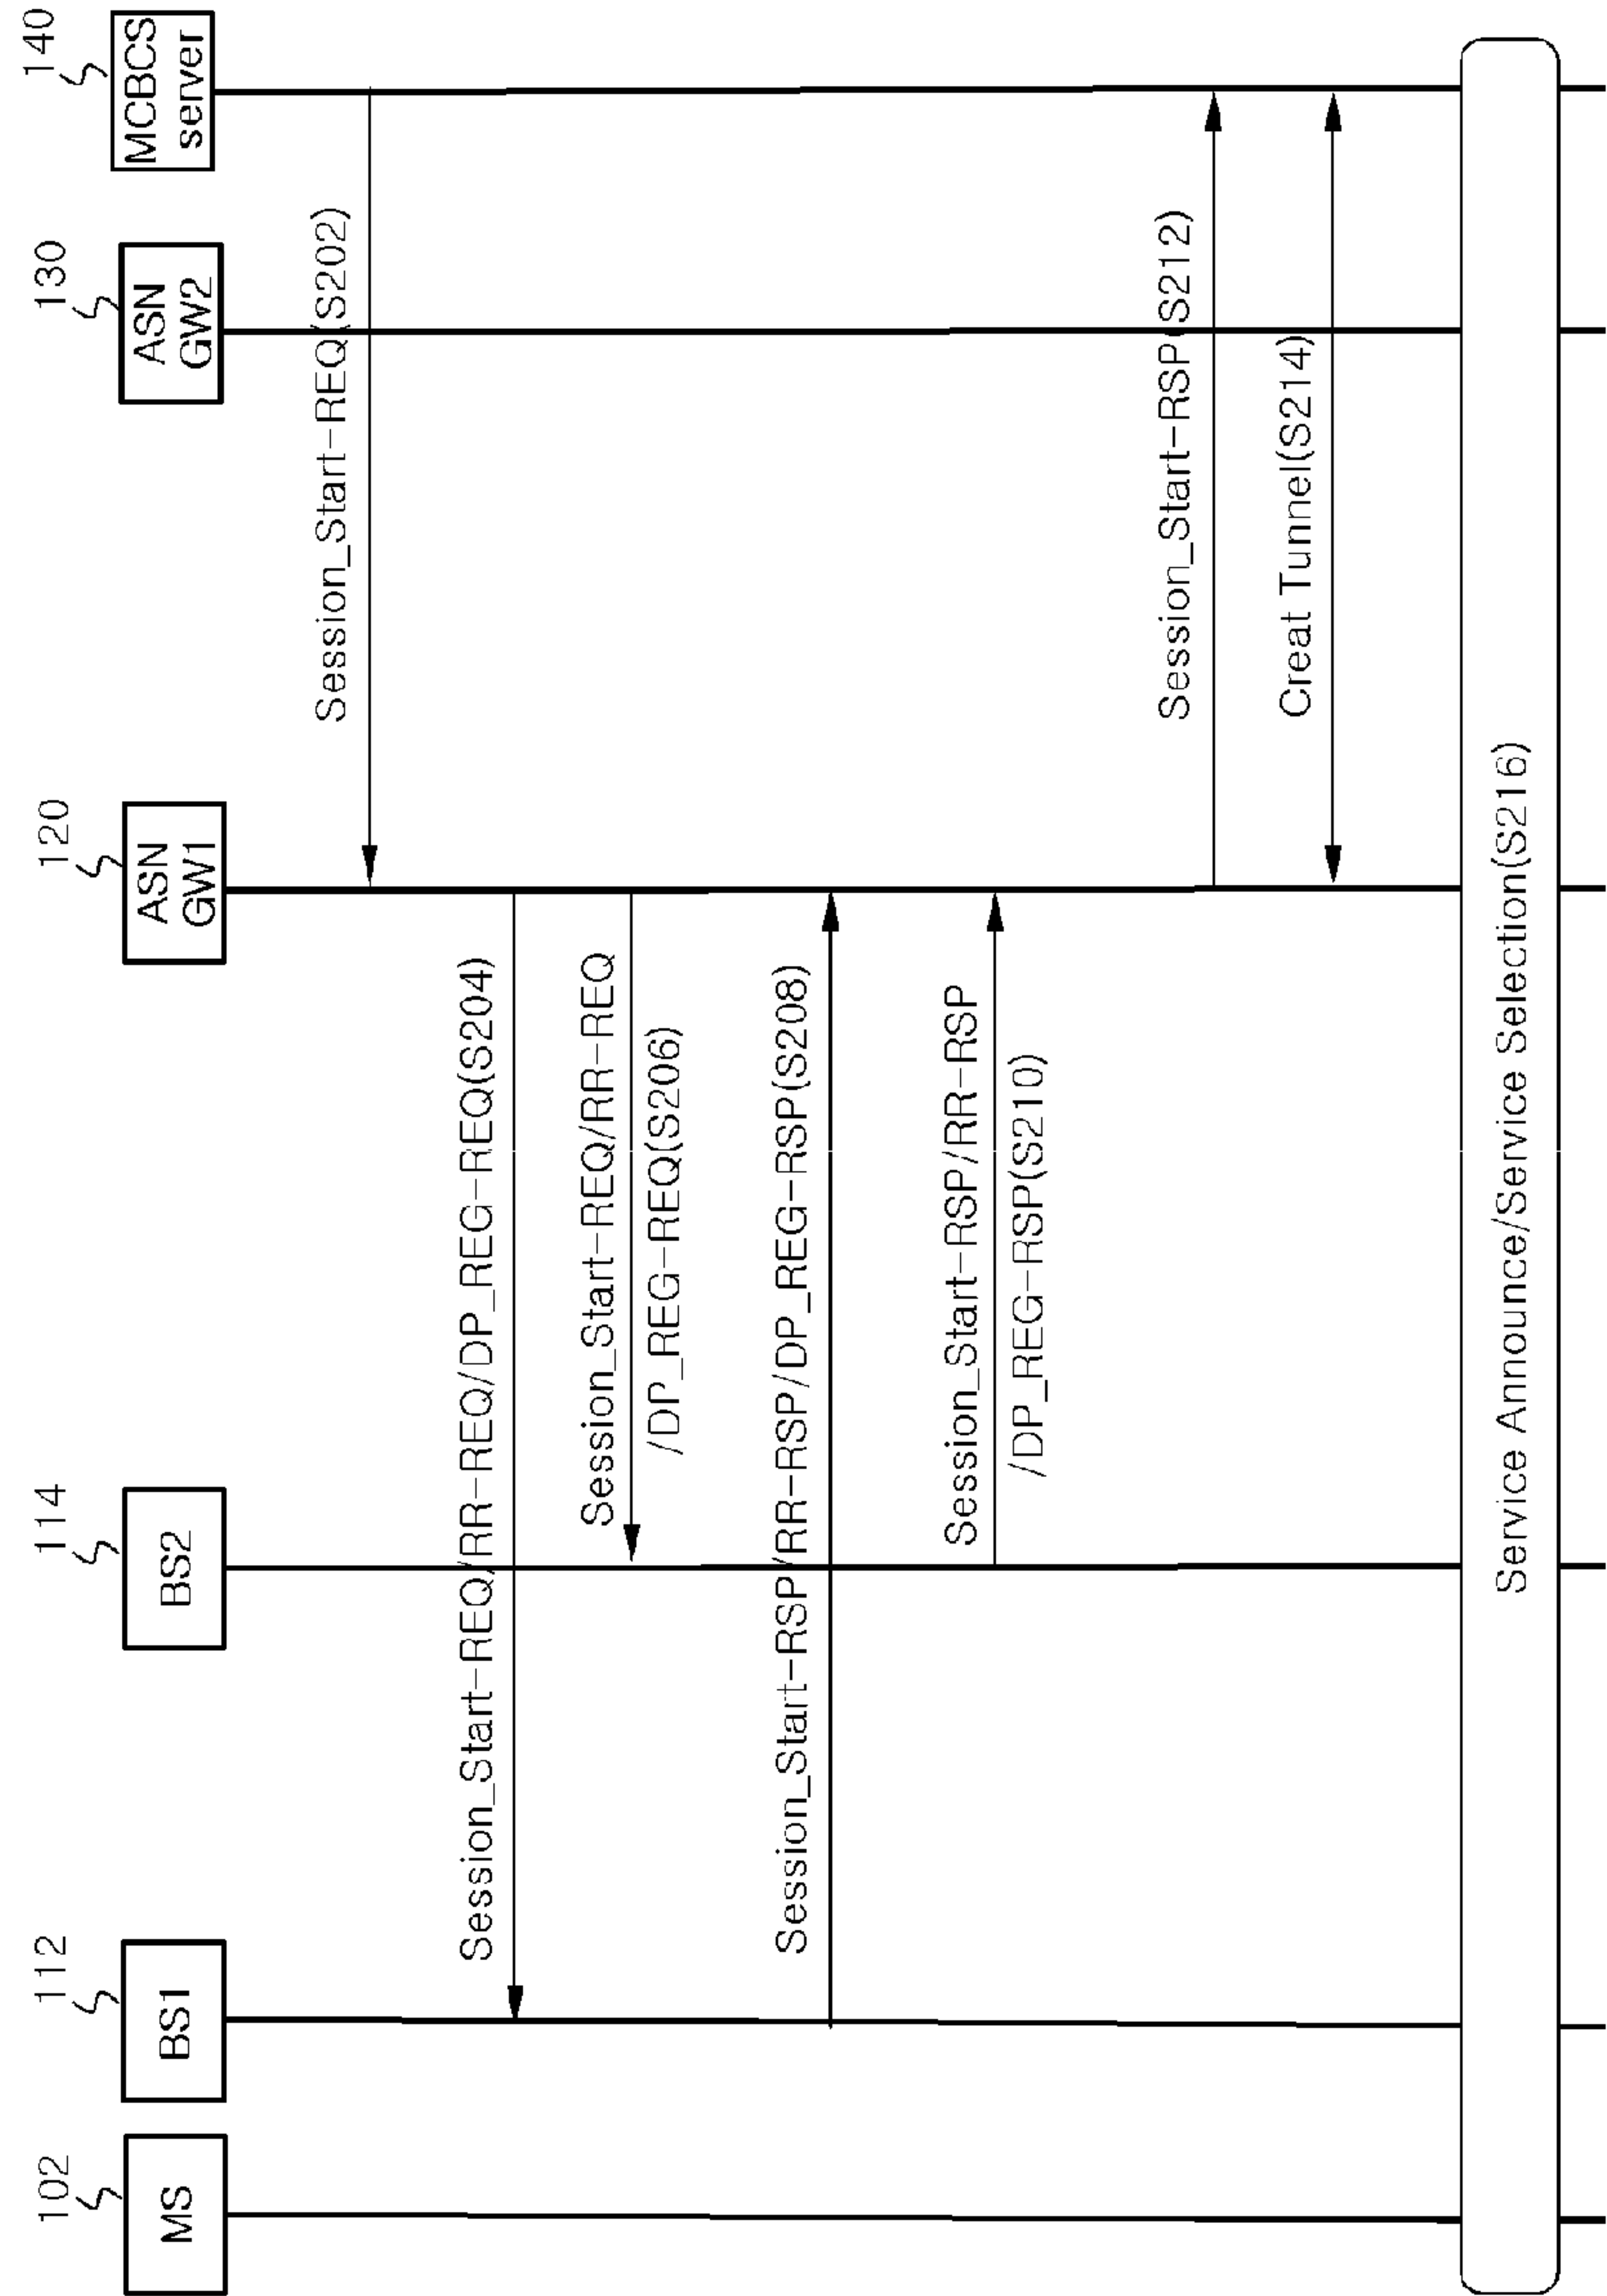 102
112
114
120
130
140
MS
BS1
BS2
ASN
GW1
ASN
GW2
MCBCS
server
Session_Start-REQ(S202)
Session_Start-REQ/RR-REQ/DP_REG-REQ(S204)
Session_Start-REQ/RR-REQ
/DP_REG-REQ(S206)
Session_Start-RSP/RR-RSP/DP_REG-RSP(S208)
Session_Start-RSP/RR-RSP
/DP_REG-RSP(S210)
Session_Start-RSP(S212)
Creat Tunnel(S214)
Service Announce/Service Selection(S216)